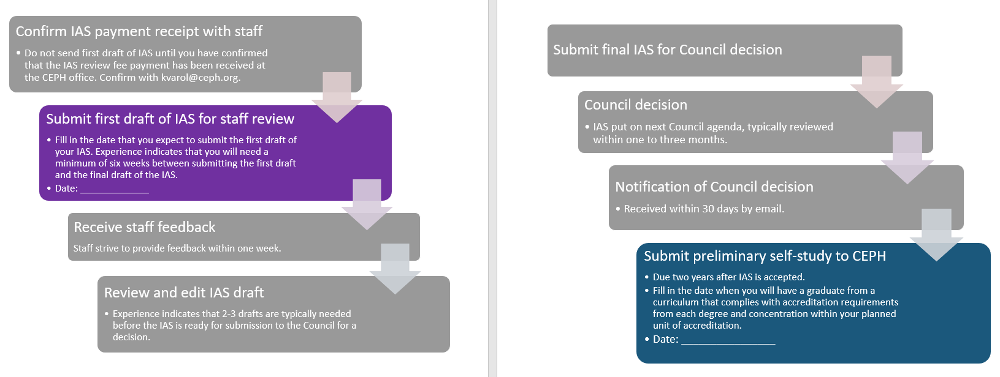 Confirm IAS payment receipt with staff
• Do not send first draft of IAS until you have confirmed
that the IAS review fee payment has been received at
the CEPH office. Confirm with kvarol@ceph.org.
Submit first draft of IAS for staff review
• Fill in the date that you expect to submit the first draft of
your IAS. Experience indicates that you will need a
minimum of six weeks between submitting the first draft
and the final draft of the IAS.
• Date: _____________
Receive staff feedback
Staff strive to provide feedback within one week.
Review and edit IAS draft
• Experience indicates that 2-3 drafts are typically needed
before the IAS is ready for submission to the Council for a
decision.
Submit final IAS for Council decision
Council decision
• IAS put on next Council agenda, typically reviewed
within one to three months.
Notification of Council decision
• Received within 30 days by email.
Submit preliminary self-study to CEPH
• Due two years after IAS is accepted.
• Fill in the date when you will have a graduate from a
curriculum that complies with accreditation requirements
from each degree and concentration within your planned
unit of accreditation.
• Date: _________________